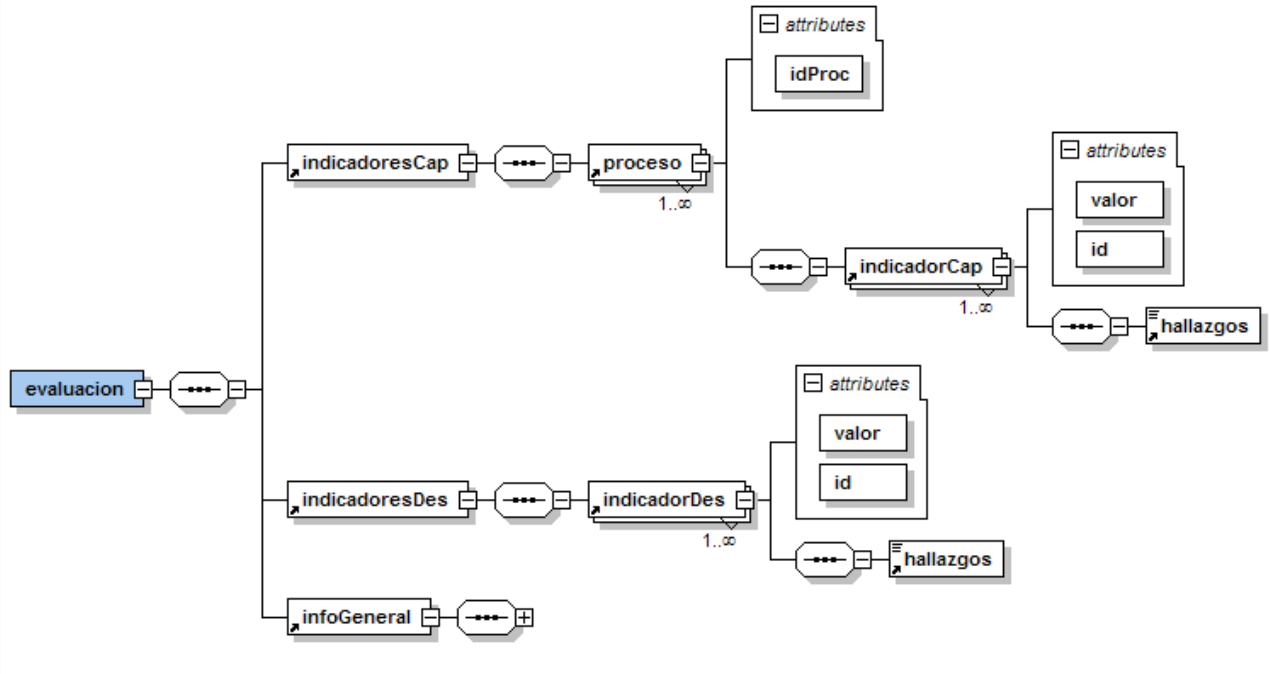 attributes
idProc
indicadoresCap
proceso
1..∞
attributes
valor
id
indicadorCap
1..∞
hallazgos
evaluacion
attributes
valor
id
indicadoresDes
indicadorDes
1..∞
hallazgos
infoGeneral